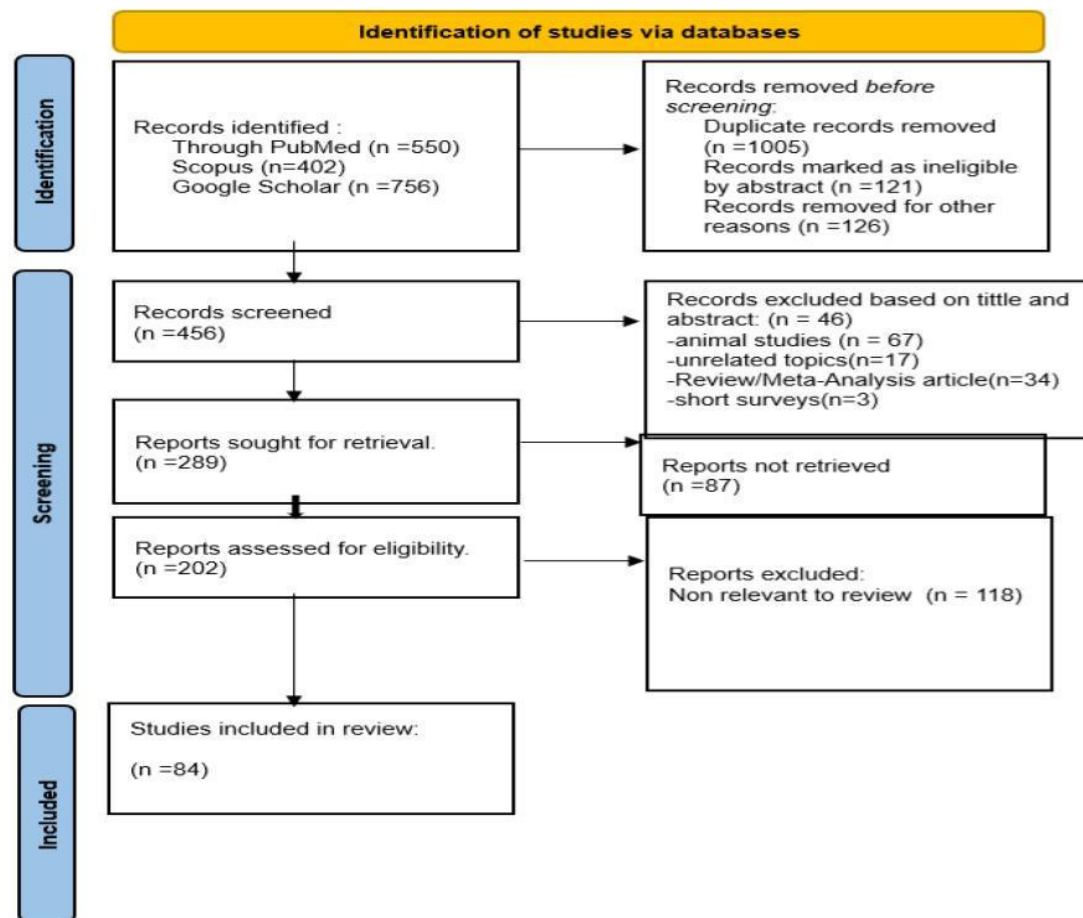 Identification of studies via databases
Identification
Records identified :
Through PubMed (n =550)
Scopus (n=402)
Google Scholar (n =756)
Records removed before
screening:
Duplicate records removed
(n =1005)
Records marked as ineligible
by abstract (n =121)
Records removed for other
reasons (n =126)
Screening
Records screened
(n =456)
Records excluded based on tittle and
abstract: (n = 46)
-animal studies (n = 67)
-unrelated topics(n=17)
-Review/Meta-Analysis article(n=34)
-short surveys(n=3)
Reports sought for retrieval.
(n =289)
Reports not retrieved
(n =87)
Reports assessed for eligibility.
(n =202)
Reports excluded:
Non relevant to review (n = 118)
Included
Studies included in review:
(n =84)